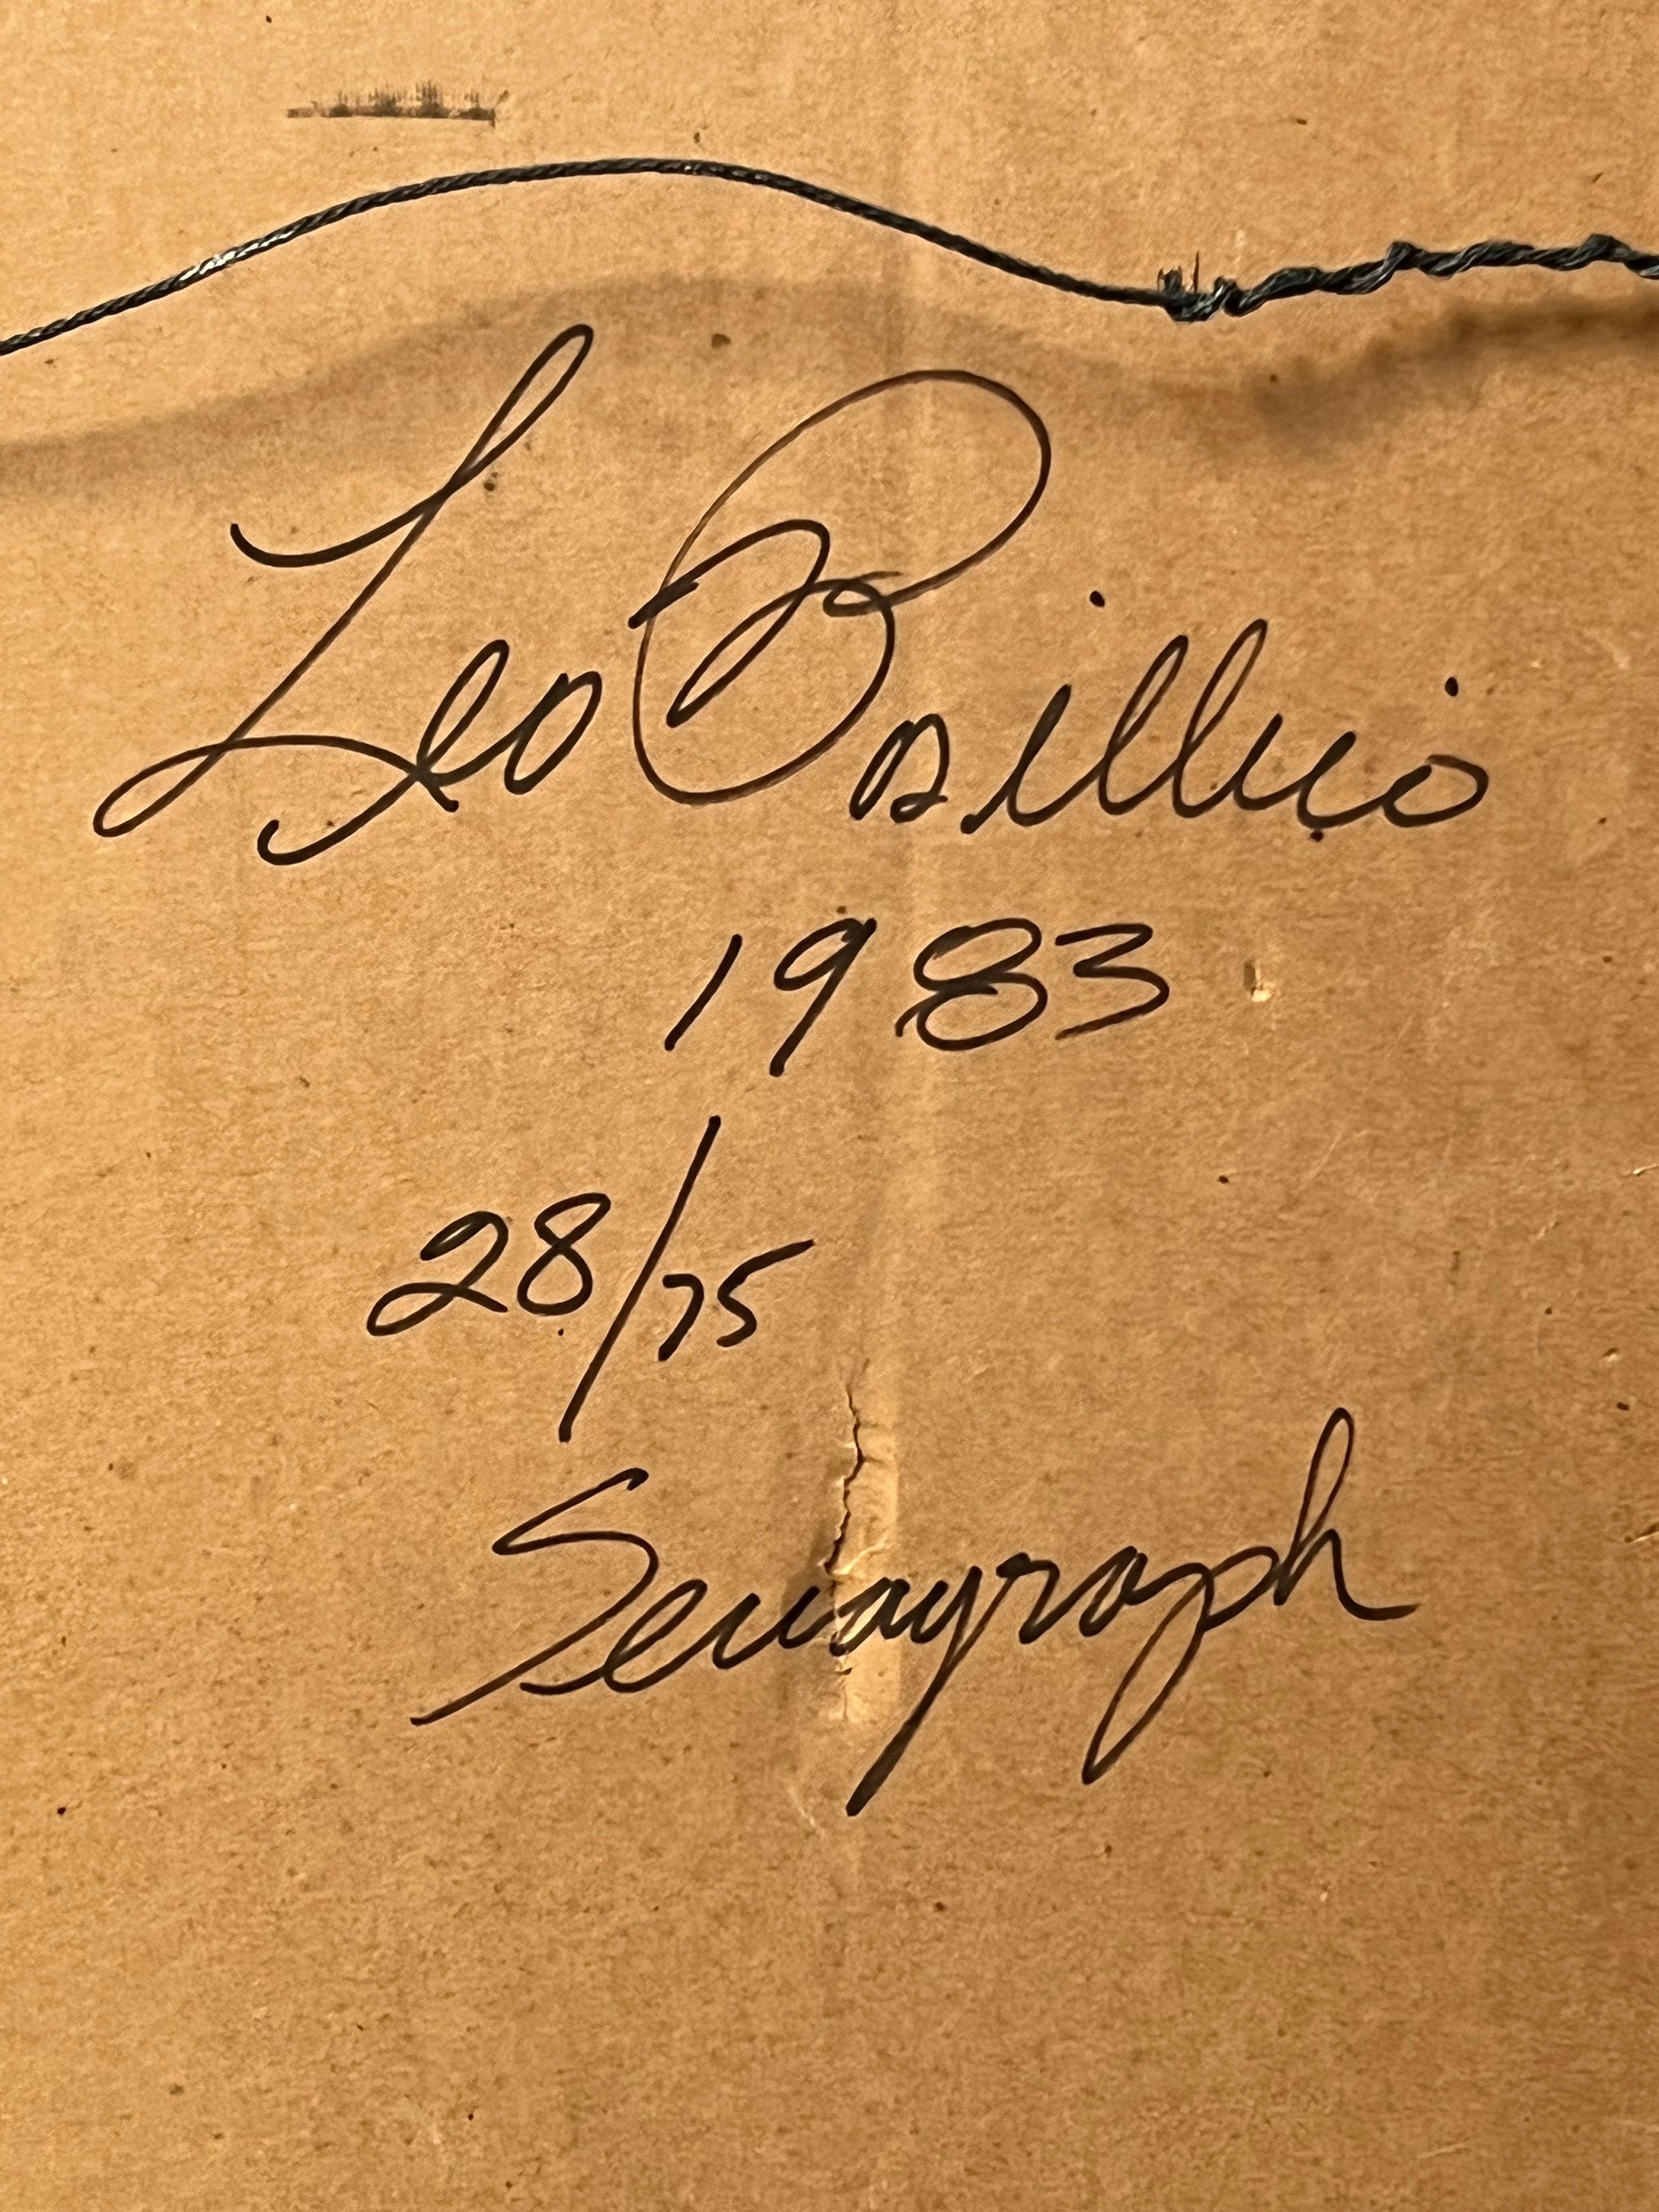 Leo Posillico
1983
28/75
Serigraph